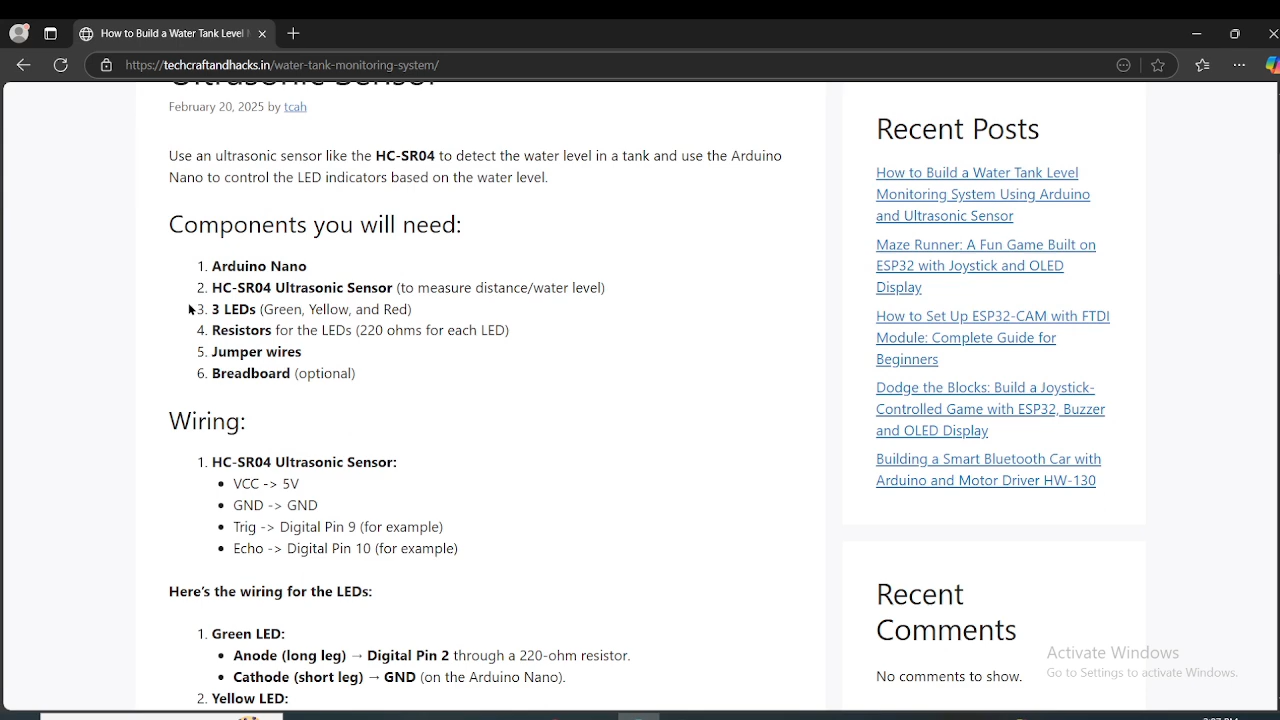 How to Build a Water Tank Level
https://techcraftandhacks.in/water-tank-monitoring-system/
Ultrasonic Sensor
February 20, 2025 by tcah
Use an ultrasonic sensor like the HC-SR04 to detect the water level in a tank and use the Arduino
Nano to control the LED indicators based on the water level.
Components you will need:
1. Arduino Nano
2. HC-SR04 Ultrasonic Sensor (to measure distance/water level)
3. 3 LEDs (Green, Yellow, and Red)
4. Resistors for the LEDs (220 ohms for each LED)
5. Jumper wires
6. Breadboard (optional)
Wiring:
1. HC-SR04 Ultrasonic Sensor:
• VCC -> 5V
• GND -> GND
• Trig -> Digital Pin 9 (for example)
• Echo -> Digital Pin 10 (for example)
Here's the wiring for the LEDs:
1. Green LED:
• Anode (long leg) → Digital Pin 2 through a 220-ohm resistor.
• Cathode (short leg) → GND (on the Arduino Nano).
2. Yellow LED:
Recent Posts
How to Build a Water Tank Level
Monitoring System Using Arduino
and Ultrasonic Sensor
Maze Runner: A Fun Game Built on
ESP32 with Joystick and OLED
Display
How to Set Up ESP32-CAM with FTDI
Module: Complete Guide for
Beginners
Dodge the Blocks: Build a Joystick-
Controlled Game with ESP32, Buzzer
and OLED Display
Building a Smart Bluetooth Car with
Arduino and Motor Driver HW-130
Recent
Comments
No comments to show.
Activate Windows
Go to Settings to activate Windows.